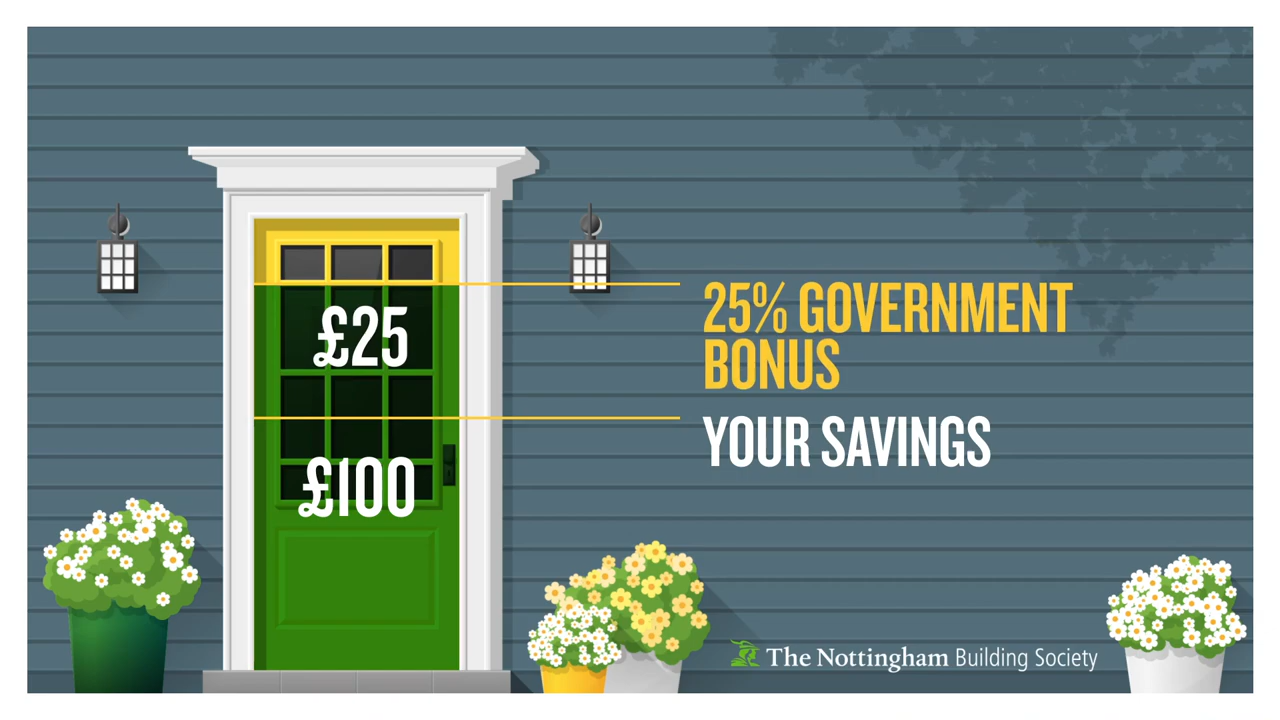 £25
25% GOVERNMENT
BONUS
YOUR SAVINGS
£100
The Nottingham Building Society